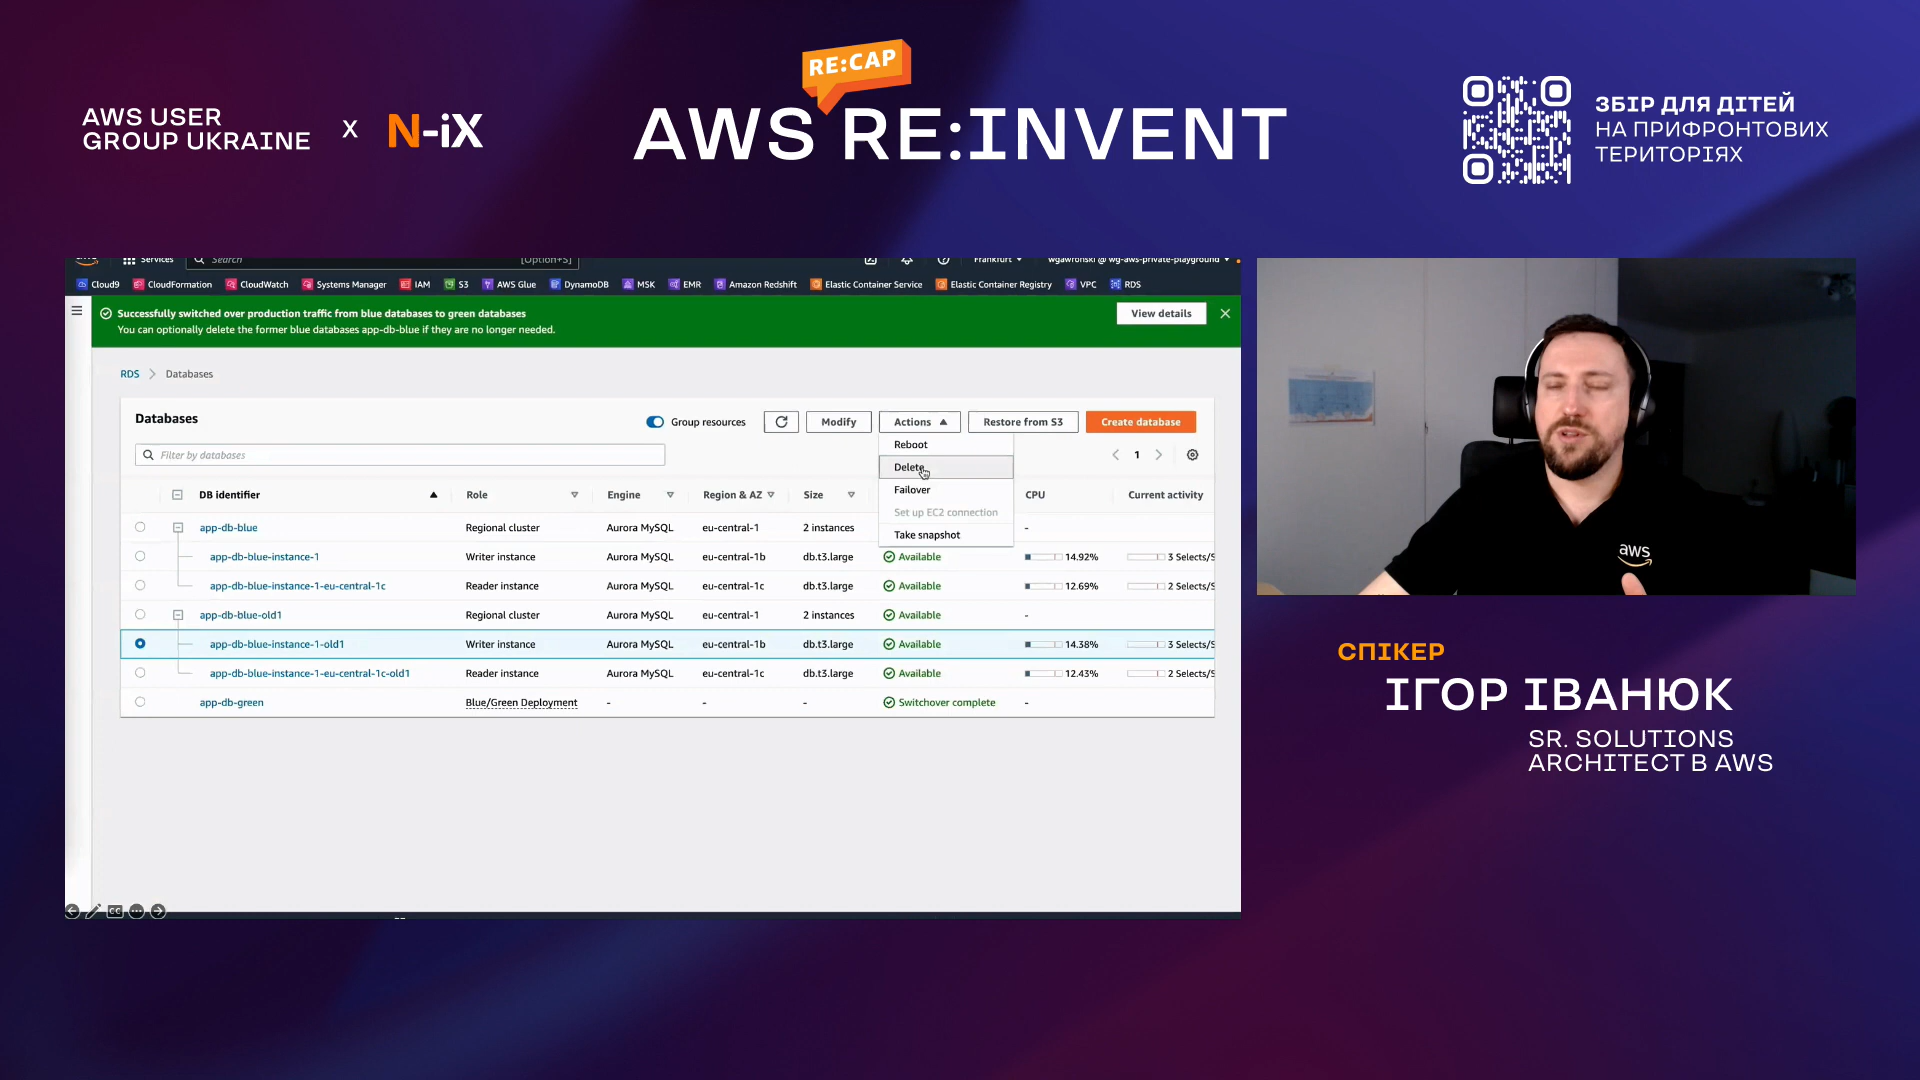 AWS USER
GROUP UKRAINE
X
N-iX
RE:CAP
AWS RE:INVENT
ЗБІР ДЛЯ ДІТЕЙ
НА ПРИФРОНТОВИХ
ТЕРИТОРІЯХ
aws Services Search [Option+S] Frankfurt wgawronski @ wg-aws-private-playground
Cloud9 CloudFormation CloudWatch Systems Manager IAM S3 AWS Glue DynamoDB MSK EMR Amazon Redshift Elastic Container Service Elastic Container Registry VPC RDS
Successfully switched over production traffic from blue databases to green databases
You can optionally delete the former blue databases app-db-blue if they are no longer needed.
View details
RDS > Databases
Databases
Group resources Modify Actions Restore from S3 Create database
Reboot
Delete
Failover
Set up EC2 connection
Take snapshot
Filter by databases
1
DB identifier Role Engine Region & AZ Size CPU Current activity
app-db-blue Regional cluster Aurora MySQL eu-central-1 2 instances -
app-db-blue-instance-1 Writer instance Aurora MySQL eu-central-1b db.t3.large Available 14.92% 3 Selects/S
app-db-blue-instance-1-eu-central-1c Reader instance Aurora MySQL eu-central-1c db.t3.large Available 12.69% 2 Selects/S
app-db-blue-old1 Regional cluster Aurora MySQL eu-central-1 2 instances Available -
app-db-blue-instance-1-old1 Writer instance Aurora MySQL eu-central-1b db.t3.large Available 14.38% 3 Selects/S
app-db-blue-instance-1-eu-central-1c-old1 Reader instance Aurora MySQL eu-central-1c db.t3.large Available 12.43% 2 Selects/S
app-db-green Blue/Green Deployment - - - Switchover complete -
CC
aws
СПІКЕР
ІГОР ІВАНЮК
SR. SOLUTIONS
ARCHITECT В AWS